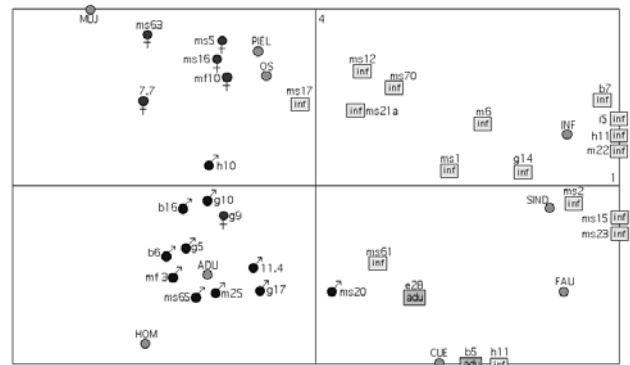 MUJ
4
ms63
ms5
PIEL
ms16
OS
ms12
inf
mf10
ms70
inf
ms17
inf
7.7
ms21a
inf
b7
inf
m6
inf
i5
inf
INF
h11
inf
m22
inf
h10
ms1
inf
g14
inf
1
b16
g10
g9
SIND
ms2
inf
ms15
inf
ms23
inf
b6
g5
ADU
mf3
11.4
ms61
inf
ms65
m25
g17
ms20
e28
adu
FAU
HOM
CUE
b5
adu
h11
inf